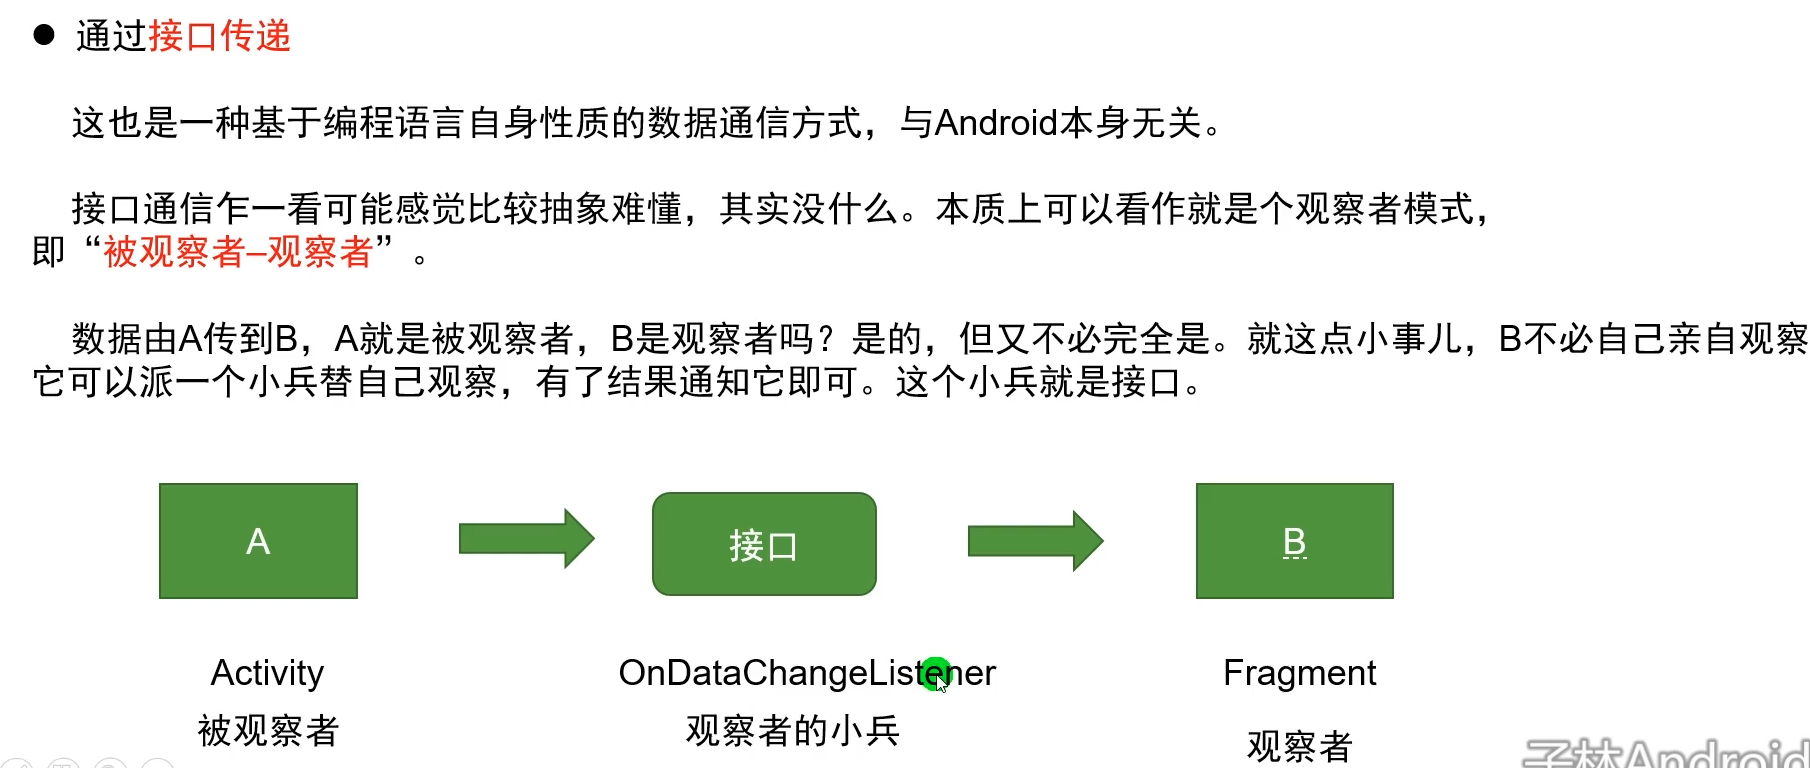 ● 通过接口传递
这也是一种基于编程语言自身性质的数据通信方式，与Android本身无关。
接口通信乍一看可能感觉比较抽象难懂，其实没什么。本质上可以看作就是个观察者模式，
即“被观察者–观察者”。
数据由A传到B，A就是被观察者，B是观察者吗？是的，但又不必完全是。就这点小事儿，B不必自己亲自观察
它可以派一个小兵替自己观察，有了结果通知它即可。这个小兵就是接口。
A
接口
B
Activity
OnDataChangeListener
Fragment
被观察者
观察者的小兵
观察者
子林Android